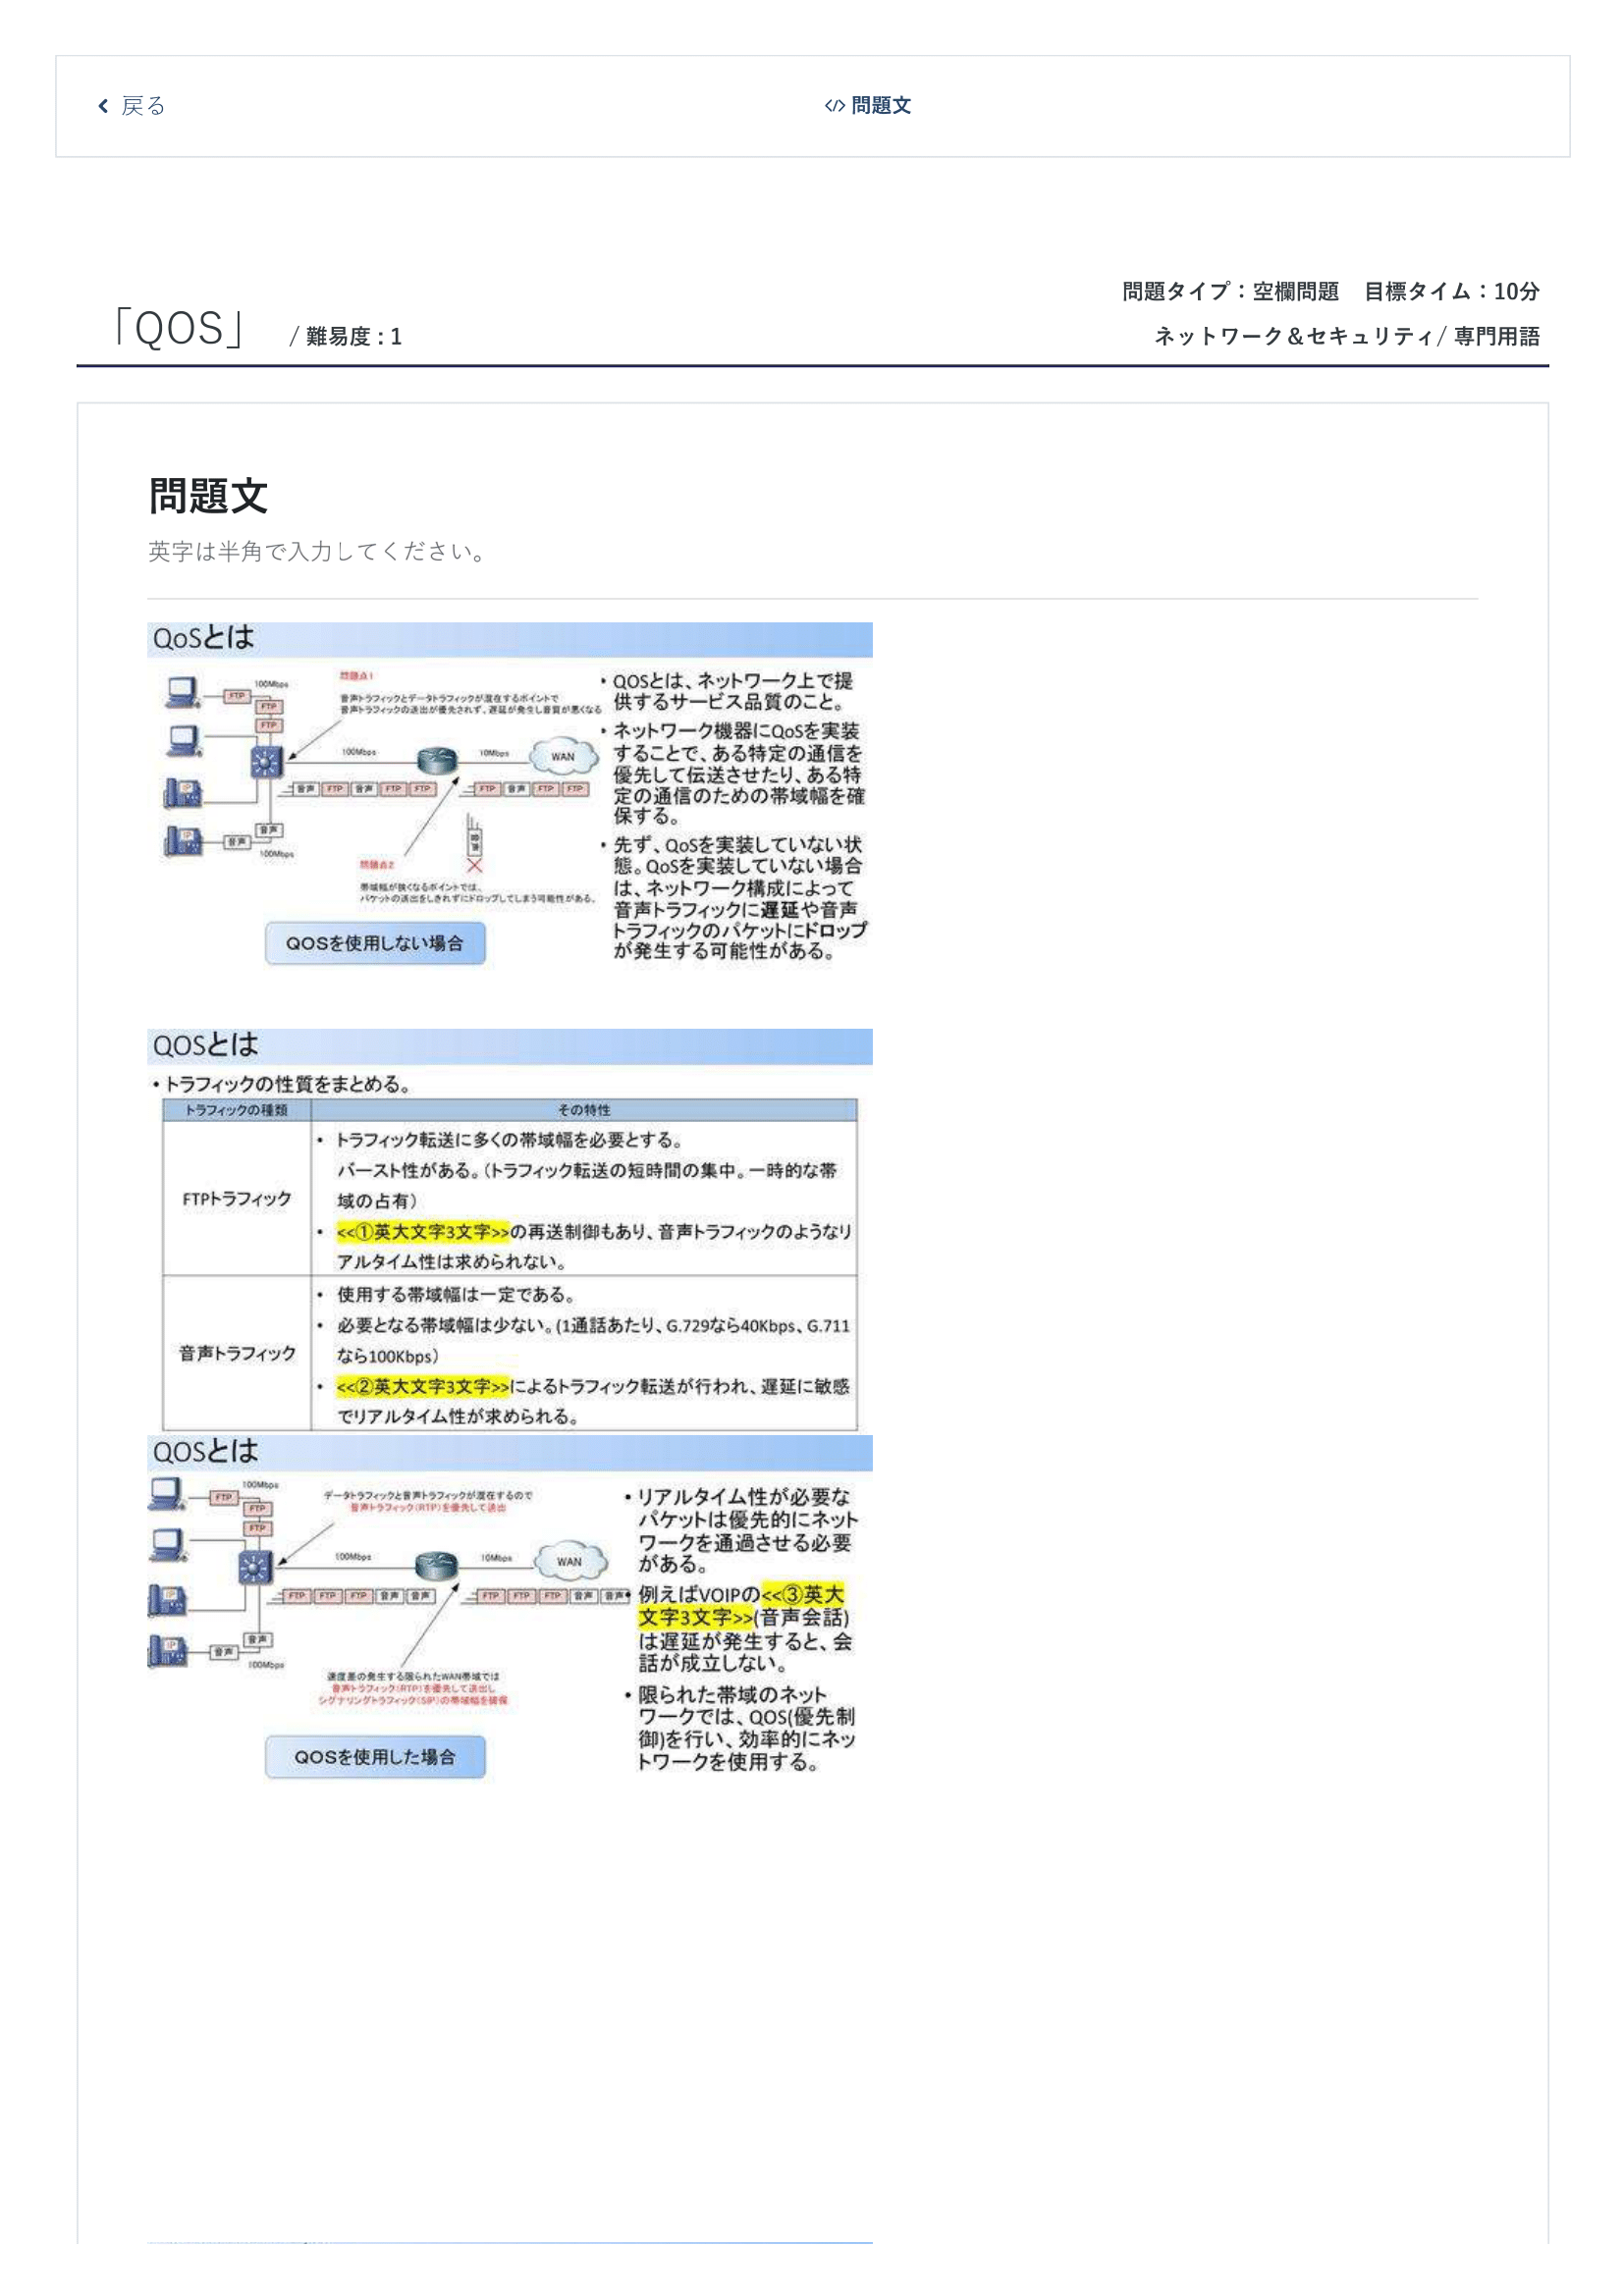 戻る
</> 問題文
問題タイプ：空欄問題　目標タイム：10分
「QOS」 / 難易度 : 1
ネットワーク＆セキュリティ/ 専門用語
問題文
英字は半角で入力してください。
QoSとは
100Mbps
FTP
FTP
FTP
問題点1
音声トラフィックとデータトラフィックが混在するポイントで
音声トラフィックの送出が優先されず、遅延が発生し音質が悪くなる
100Mbps
10Mbps
WAN
音声 FTP 音声 FTP FTP
FTP 音声 FTP FTP
IP
IP
音声
音声
100Mbps
音声
問題点2
帯域幅が狭くなるポイントでは、
パケットの送出をしきれずにドロップしてしまう可能性がある。
QOSを使用しない場合
• QOSとは、ネットワーク上で提
供するサービス品質のこと。
• ネットワーク機器にQoSを実装
することで、ある特定の通信を
優先して伝送させたり、ある特
定の通信のための帯域幅を確
保する。
• 先ず、QoSを実装していない状
態。QoSを実装していない場合
は、ネットワーク構成によって
音声トラフィックに遅延や音声
トラフィックのパケットにドロップ
が発生する可能性がある。
QOSとは
• トラフィックの性質をまとめる。
トラフィックの種類 その特性
FTPトラフィック
• トラフィック転送に多くの帯域幅を必要とする。
バースト性がある。（トラフィック転送の短時間の集中。一時的な帯
域の占有）
• <<①英大文字3文字>>の再送制御もあり、音声トラフィックのようなリ
アルタイム性は求められない。
音声トラフィック
• 使用する帯域幅は一定である。
• 必要となる帯域幅は少ない。(1通話あたり、G.729なら40Kbps、G.711
なら100Kbps）
• <<②英大文字3文字>>によるトラフィック転送が行われ、遅延に敏感
でリアルタイム性が求められる。
QOSとは
100Mbps
FTP
FTP
FTP
データトラフィックと音声トラフィックが混在するので
音声トラフィック(RTP)を優先して送出
100Mbps
10Mbps
WAN
FTP FTP FTP 音声 音声
FTP FTP FTP 音声 音声
IP
IP
音声
音声
100Mbps
速度差の発生する限られたWAN帯域では
音声トラフィック(RTP)を優先して送出し
シグナリングトラフィック(SIP)の帯域幅を確保
QOSを使用した場合
• リアルタイム性が必要な
パケットは優先的にネット
ワークを通過させる必要
がある。
• 例えばVOIPの<<③英大
文字3文字>>(音声会話)
は遅延が発生すると、会
話が成立しない。
• 限られた帯域のネット
ワークでは、QOS(優先制
御)を行い、効率的にネッ
トワークを使用する。